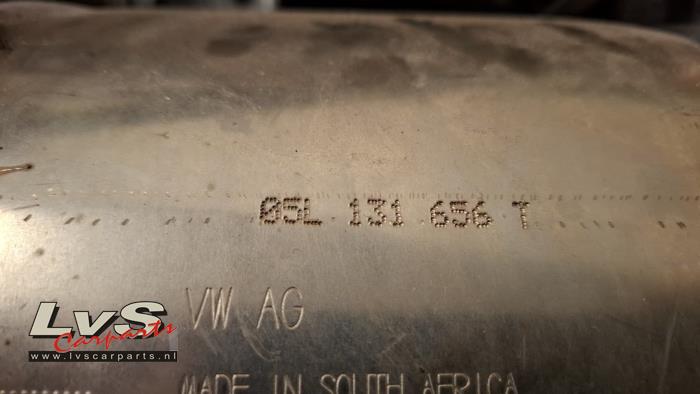 05L 131 656 T
VW AG
LvS
Carparts
www.lvscarparts.nl
MADE IN SOUTH AFRICA